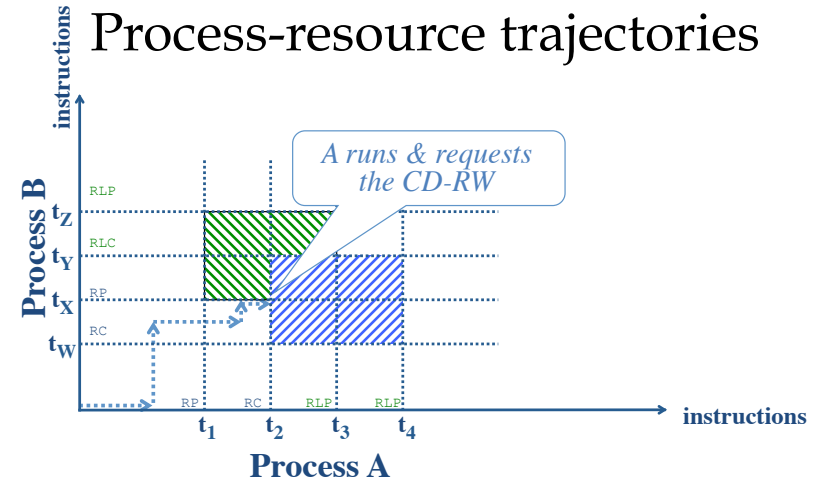 Process-resource trajectories
instructions
A runs & requests
the CD-RW
Process B
RLP
tZ
RLC
tY
RP
tX
RC
tW
RP RC RLP RLP
t1 t2 t3 t4
instructions
Process A